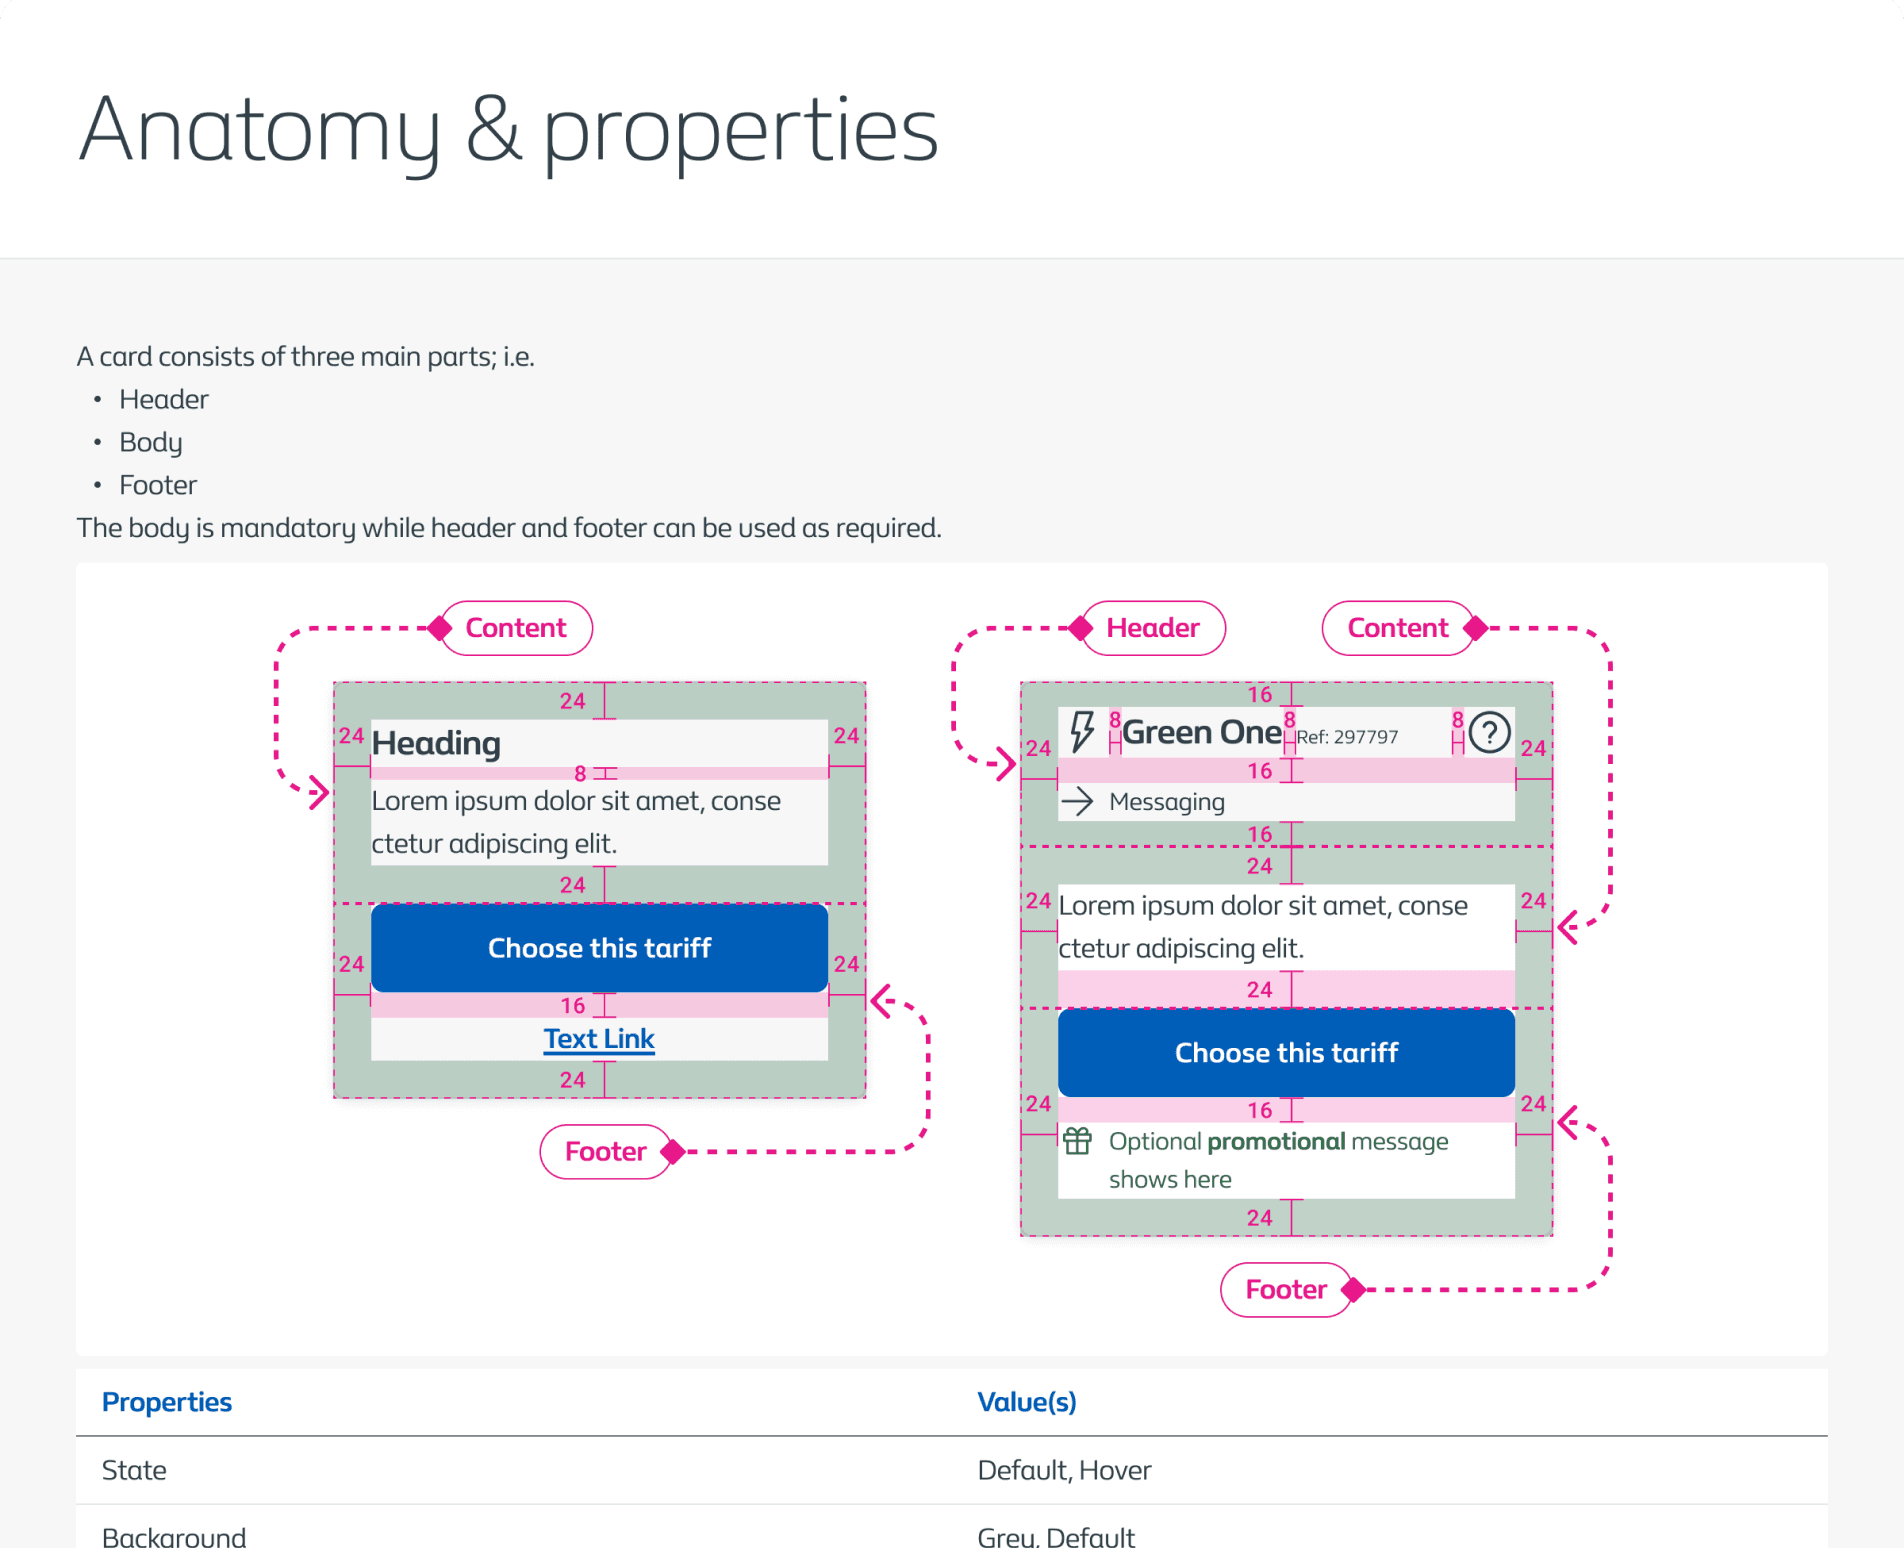 Anatomy & properties
A card consists of three main parts; i.e.
• Header
• Body
• Footer
The body is mandatory while header and footer can be used as required.
Content
24
24
Heading
24
8
Lorem ipsum dolor sit amet, conse
ctetur adipiscing elit.
24
Choose this tariff
24
24
16
Text Link
24
Footer
Header
Content
16
8
Green One
8
Ref: 297797
8
24
24
16
Messaging
16
24
24
Lorem ipsum dolor sit amet, conse
24
ctetur adipiscing elit.
24
Choose this tariff
24
16
24
Optional promotional message
shows here
24
Footer
Properties Value(s)
State Default, Hover
Background Grey, Default